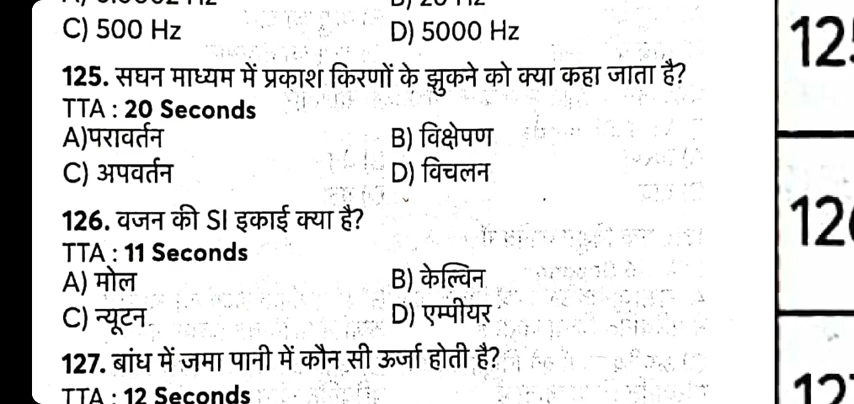 C) 500 Hz D) 5000 Hz
125. सघन माध्यम में प्रकाश किरणों के झुकने को क्या कहा जाता है?
TTA : 20 Seconds
A)परावर्तन B) विक्षेपण
C) अपवर्तन D) विचलन
126. वजन की SI इकाई क्या है?
TTA : 11 Seconds
A) मोल B) केल्विन
C) न्यूटन D) एम्पीयर
127. बांध में जमा पानी में कौन सी ऊर्जा होती है?
TTA : 12 Seconds